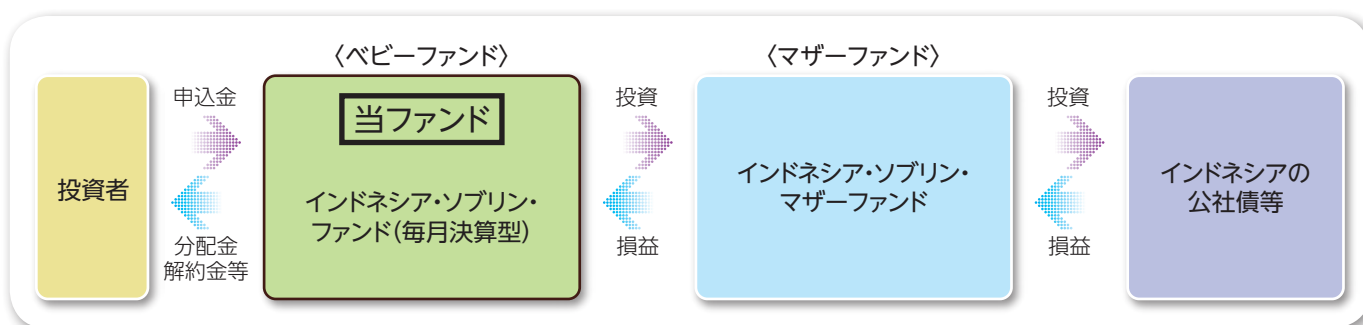 〈ベビーファンド〉
〈マザーファンド〉
投資者
申込金
分配金
解約金等
当ファンド
インドネシア・ソブリン・
ファンド(毎月決算型)
投資
損益
インドネシア・ソブリン・
マザーファンド
投資
損益
インドネシアの
公社債等